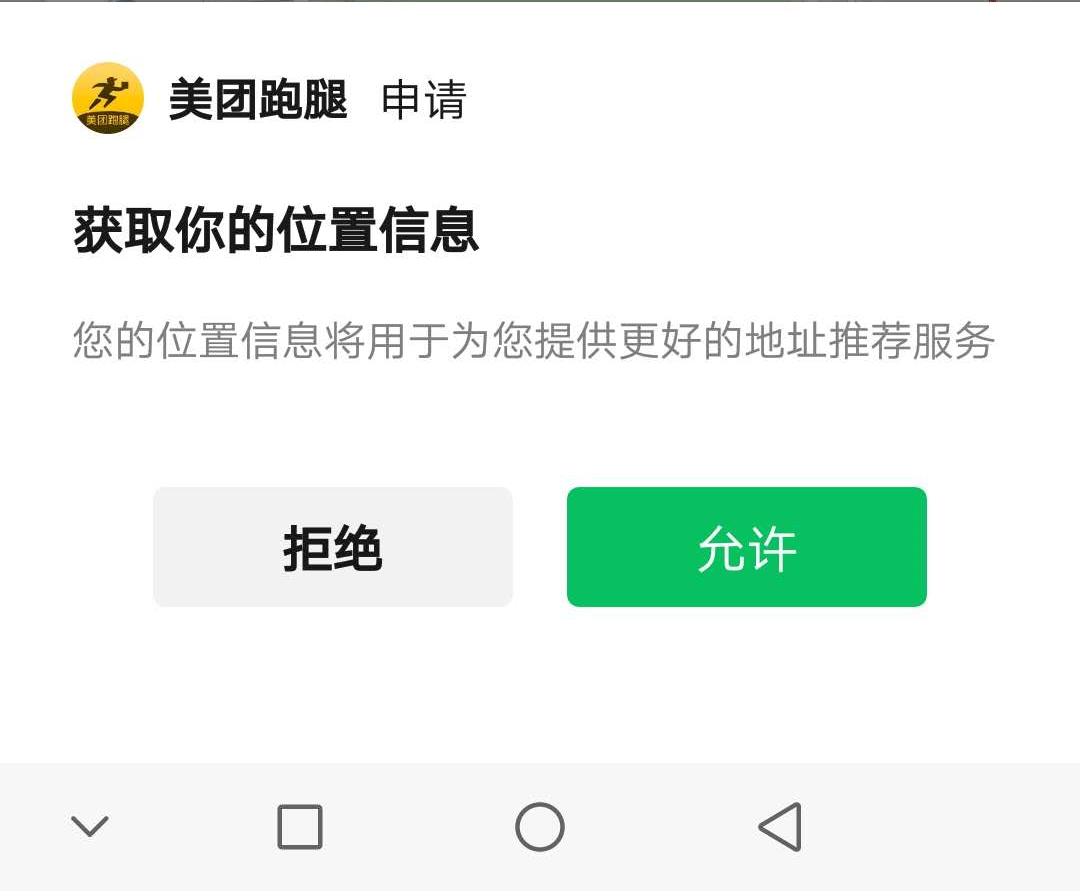 美团跑腿
美团跑腿 申请
获取你的位置信息
您的位置信息将用于为您提供更好的地址推荐服务
拒绝
允许